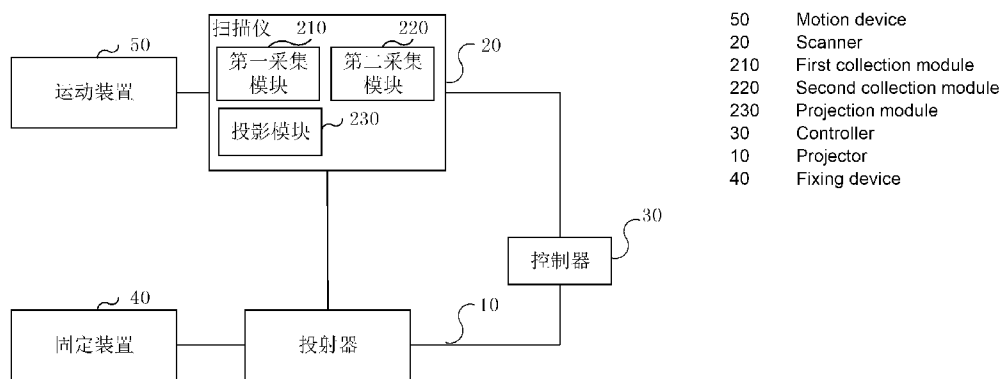 扫描仪
210
220
第一采集
模块
第二采集
模块
20
50
运动装置
投影模块
230
30
控制器
40
固定装置
10
投射器
50 Motion device
20 Scanner
210 First collection module
220 Second collection module
230 Projection module
30 Controller
10 Projector
40 Fixing device